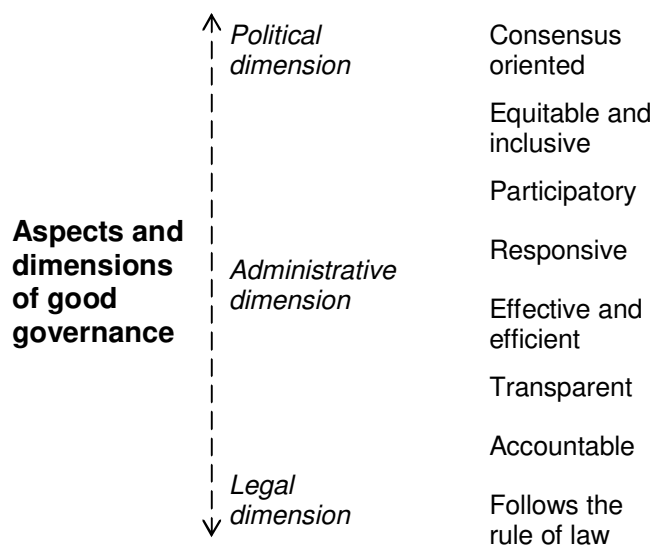 Aspects and
dimensions
of good
governance
Political
dimension
Administrative
dimension
Legal
dimension
Consensus
oriented
Equitable and
inclusive
Participatory
Responsive
Effective and
efficient
Transparent
Accountable
Follows the
rule of law